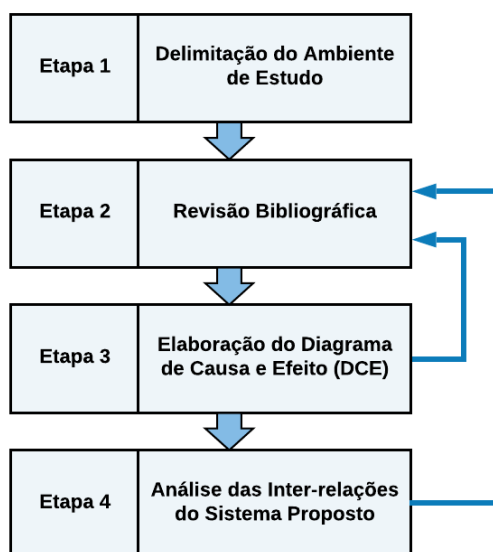 Etapa 1
Delimitação do Ambiente
de Estudo
Etapa 2
Revisão Bibliográfica
Etapa 3
Elaboração do Diagrama
de Causa e Efeito (DCE)
Etapa 4
Análise das Inter-relações
do Sistema Proposto